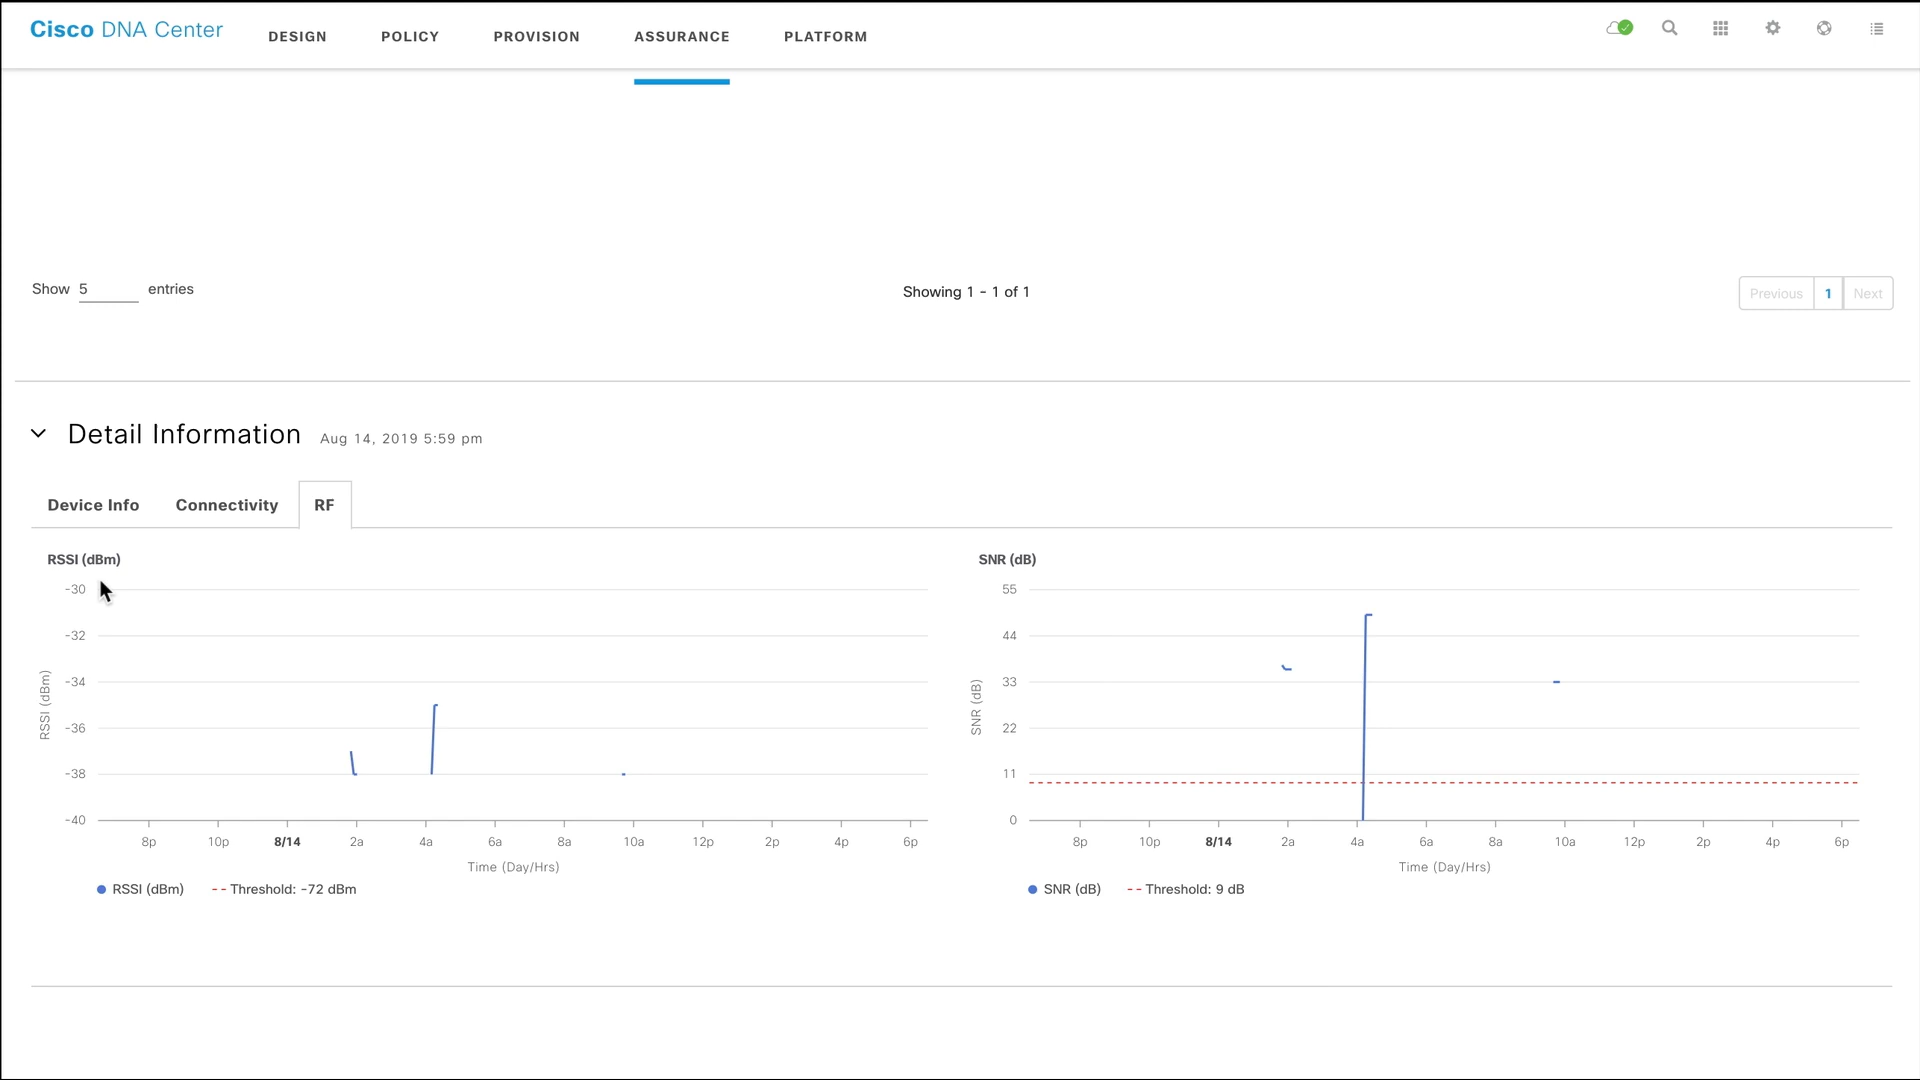 Cisco DNA Center DESIGN POLICY PROVISION ASSURANCE PLATFORM
Show 5 entries Showing 1 - 1 of 1 Previous 1 Next
Detail Information Aug 14, 2019 5:59 pm
Device Info Connectivity RF
RSSI (dBm)
-30
-32
-34
-36
-38
-40
RSSI (dBm)
8p 10p 8/14 2a 4a 6a 8a 10a 12p 2p 4p 6p
Time (Day/Hrs)
RSSI (dBm) Threshold: -72 dBm
SNR (dB)
55
44
33
22
11
0
SNR (dB)
8p 10p 8/14 2a 4a 6a 8a 10a 12p 2p 4p 6p
Time (Day/Hrs)
SNR (dB) Threshold: 9 dB